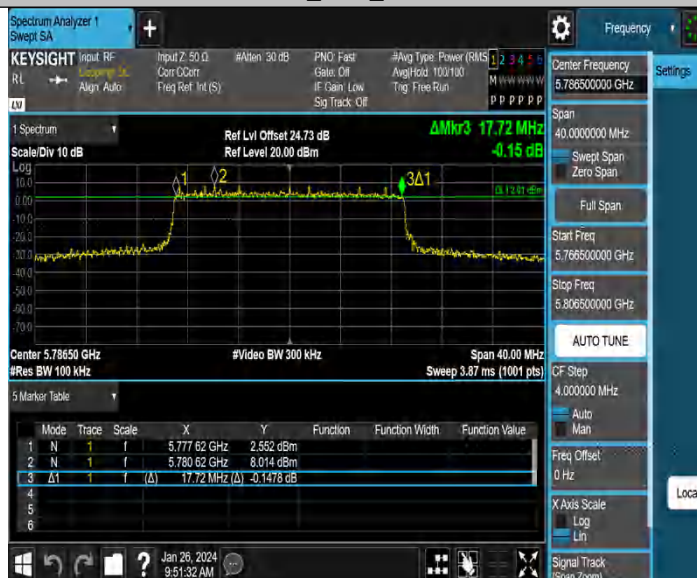 Spectrum Analyzer 1
Swept SA
+
Frequency
KEYSIGHT Input: RF
RL
Align: Auto
Input Z: 50 Ω
Corr CCorr
Freq Ref: Int (S)
#Atten: 30 dB
PNO: Fast
Gate: Off
IF Gain: Low
Sig Track: Off
#Avg Type: Power (RMS
Avg|Hold: 100/100
Trig: Free Run
1 2 3 4 5 6
M W W W W W
P P P P P P
LXI
Center Frequency
5.786500000 GHz
Settings
Span
40.0000000 MHz
Swept Span
Zero Span
Full Span
Start Freq
5.766500000 GHz
Stop Freq
5.806500000 GHz
AUTO TUNE
CF Step
4.000000 MHz
Auto
Man
Freq Offset
0 Hz
X Axis Scale
Log
Lin
Signal Track
(Span Zoom)
Loca
1 Spectrum
Scale/Div 10 dB
Ref Lvl Offset 24.73 dB
Ref Level 20.00 dBm
ΔMkr3 17.72 MHz
-0.15 dB
Log
1
2
3Δ1
10.0
0.00
-10.0
-20.0
-30.0
-40.0
-50.0
-60.0
-70.0
Center 5.78650 GHz
#Res BW 100 kHz
#Video BW 300 kHz
Span 40.00 MHz
Sweep 3.87 ms (1001 pts)
5 Marker Table
Mode Trace Scale X Y Function Function Width Function Value
1 N 1 f 5.777 62 GHz 2.552 dBm
2 N 1 f 5.780 62 GHz 8.014 dBm
3 Δ1 1 f (Δ) 17.72 MHz (Δ) -0.1478 dB
4
5
6
?
Jan 26, 2024
9:51:32 AM